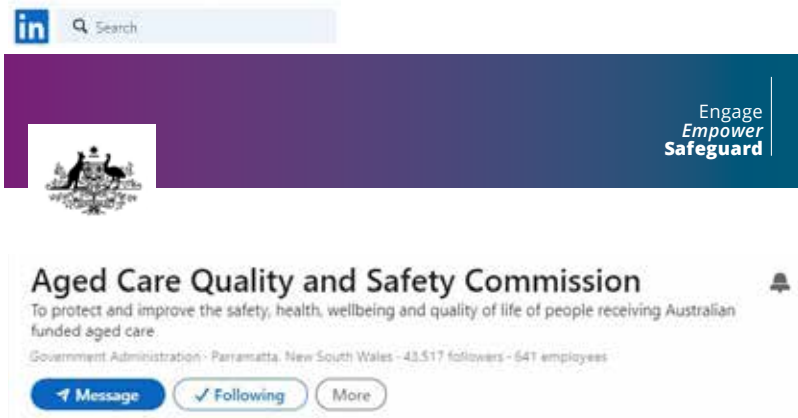 in
Search
Engage
Empower
Safeguard
Aged Care Quality and Safety Commission
To protect and improve the safety, health, wellbeing and quality of life of people receiving Australian
funded aged care
Government Administration · Parramatta, New South Wales · 43,517 followers · 641 employees
Message Following More